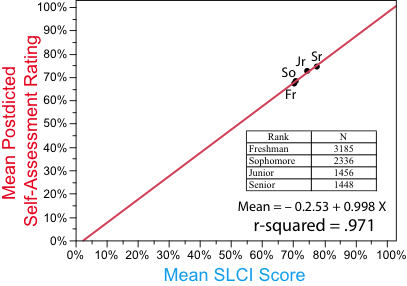 100%
90%
80%
70%
60%
50%
40%
30%
20%
10%
0%
Mean Postdicted
Self-Assessment Rating
Jr Sr
So
Fr
Rank N
Freshman 3185
Sophomore 2336
Junior 1456
Senior 1448
Mean = – 0.2.53 + 0.998 X
r-squared = .971
0% 10% 20% 30% 40% 50% 60% 70% 80% 90% 100%
Mean SLCI Score